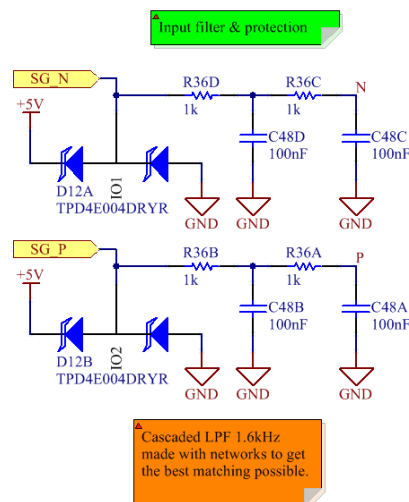 Input filter & protection
SG_N
+5V
R36D
1k
R36C
1k
N
C48D
100nF
C48C
100nF
D12A
TPD4E004DRYR
IO1
GND
GND
GND
SG_P
+5V
R36B
1k
R36A
1k
P
C48B
100nF
C48A
100nF
D12B
TPD4E004DRYR
IO2
GND
GND
GND
Cascaded LPF 1.6kHz
made with networks to get
the best matching possible.